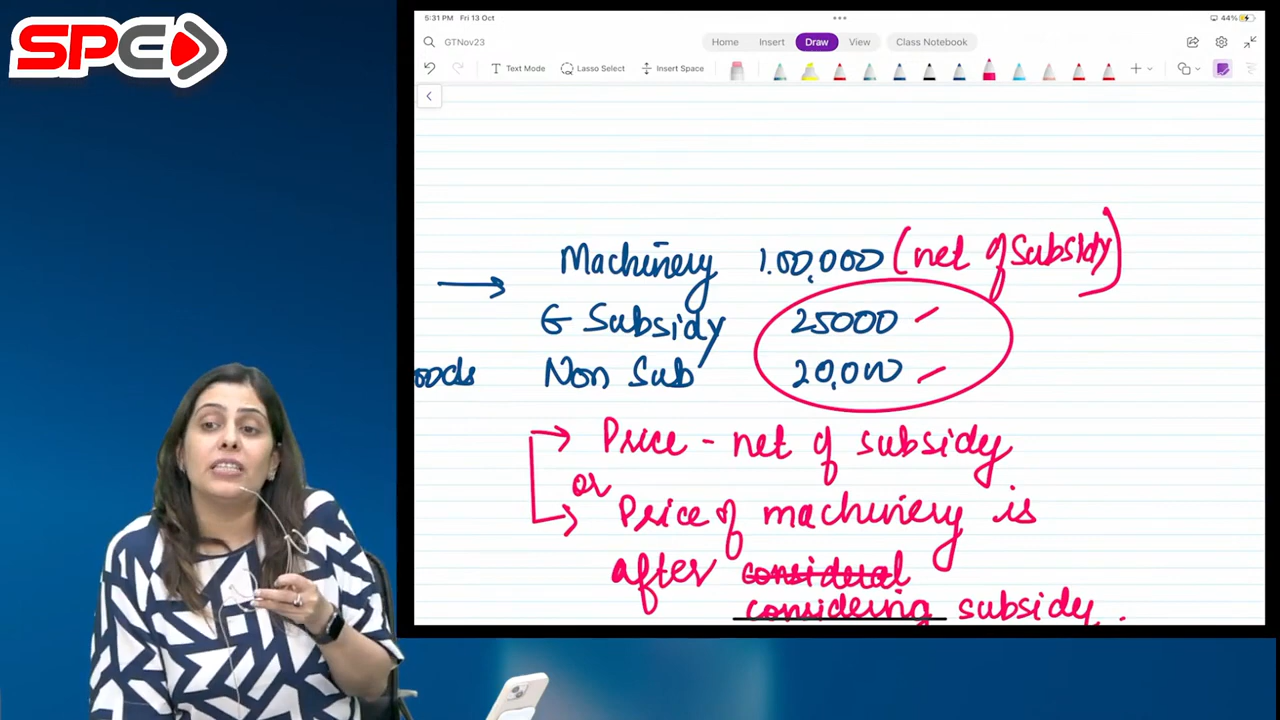 SPC
5:31 PM Fri 13 Oct
44%
GTNov23
Home Insert Draw View Class Notebook
Text Mode Lasso Select Insert Space
Machinery 1,00,000 (net of subsidy)
G Subsidy 25000
oods Non Sub 20,000
Price - net of subsidy
or
Price of machinery is
after consideral
considering subsidy.